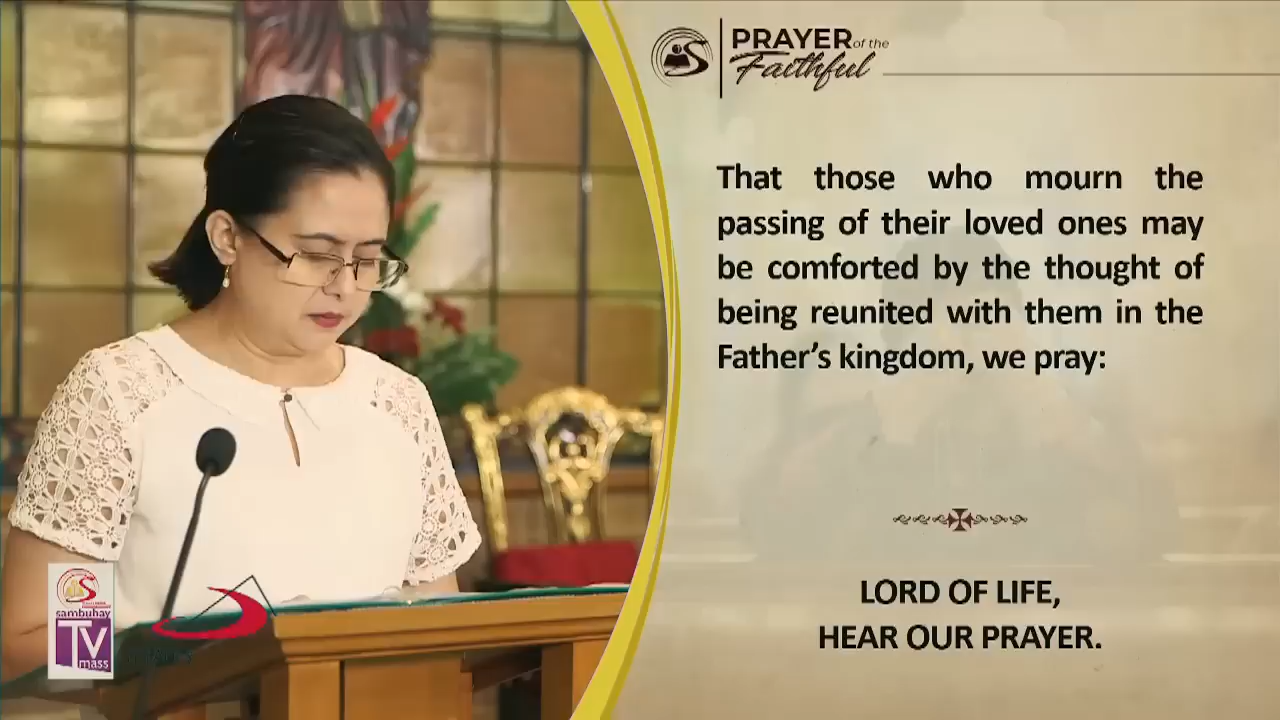 PRAYER of the
Faithful
That those who mourn the
passing of their loved ones may
be comforted by the thought of
being reunited with them in the
Father’s kingdom, we pray:
LORD OF LIFE,
HEAR OUR PRAYER.
sambuhay
TV
mass